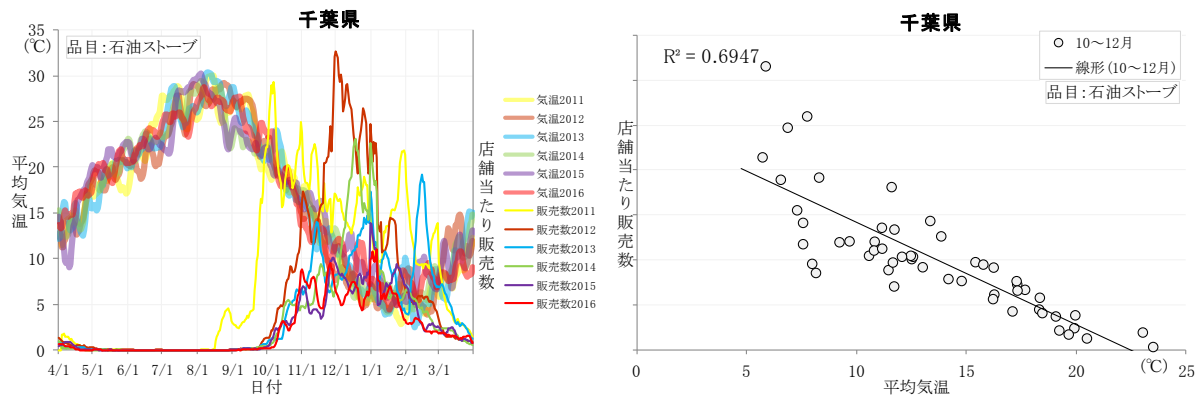 千葉県
35
(℃)
品目:石油ストーブ
30
25
20
15
10
5
0
平均気温
4/1 5/1 6/1 7/1 8/1 9/1 10/1 11/1 12/1 1/1 2/1 3/1
日付
店舗当たり販売数
気温2011
気温2012
気温2013
気温2014
気温2015
気温2016
販売数2011
販売数2012
販売数2013
販売数2014
販売数2015
販売数2016
千葉県
R² = 0.6947
10～12月
線形 (10～12月)
品目:石油ストーブ
店舗当たり販売数
0 5 10 15 20 25
(℃)
平均気温